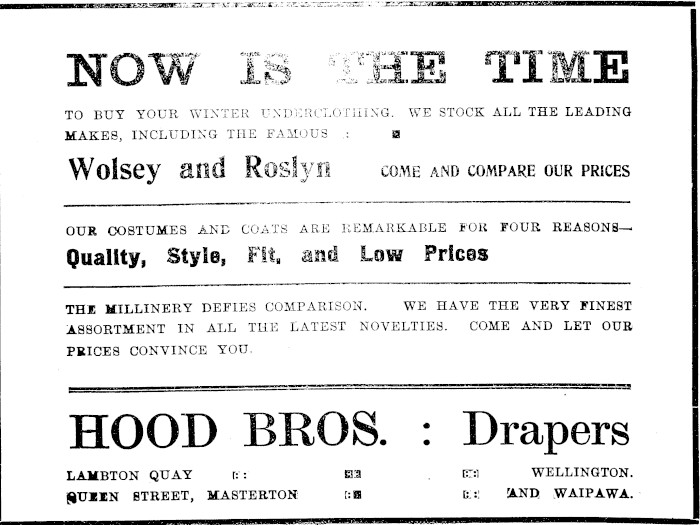 NOW IS THE TIME
TO BUY YOUR WINTER UNDERCLOTHING. WE STOCK ALL THE LEADING
MAKES, INCLUDING THE FAMOUS :
Wolsey and Roslyn COME AND COMPARE OUR PRICES
OUR COSTUMES AND COATS ARE REMARKABLE FOR FOUR REASONS—
Quality, Style, Fit, and Low Prices
THE MILLINERY DEFIES COMPARISON. WE HAVE THE VERY FINEST
ASSORTMENT IN ALL THE LATEST NOVELTIES. COME AND LET OUR
PRICES CONVINCE YOU.
HOOD BROS. : Drapers
LAMBTON QUAY :: :: :: WELLINGTON.
QUEEN STREET, MASTERTON :: :: AND WAIPAWA.